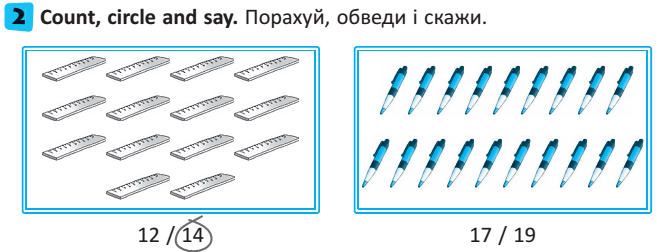 2 Count, circle and say. Порахуй, обведи і скажи.
12 / 14
17 / 19